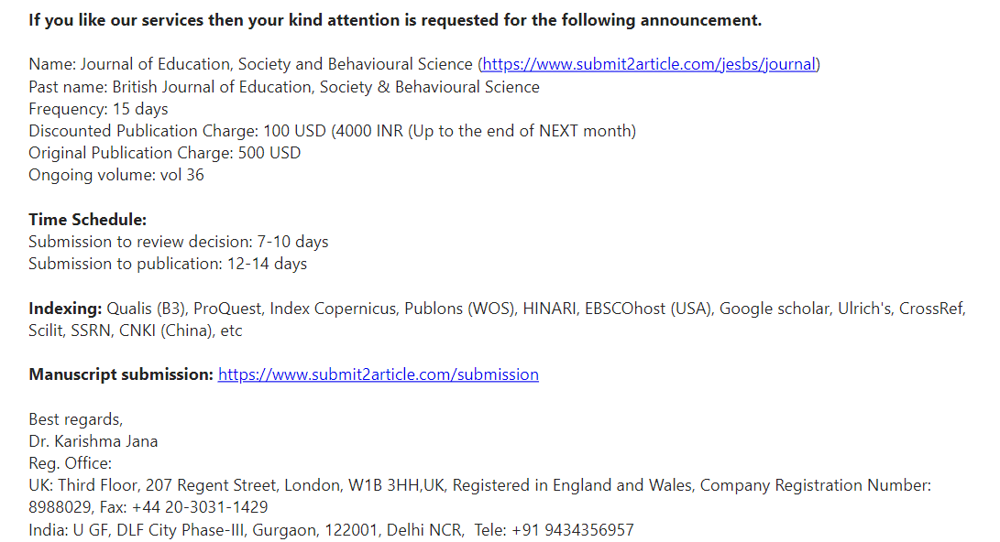 If you like our services then your kind attention is requested for the following announcement.
Name: Journal of Education, Society and Behavioural Science (https://www.submit2article.com/jesbs/journal)
Past name: British Journal of Education, Society & Behavioural Science
Frequency: 15 days
Discounted Publication Charge: 100 USD (4000 INR (Up to the end of NEXT month)
Original Publication Charge: 500 USD
Ongoing volume: vol 36
Time Schedule:
Submission to review decision: 7-10 days
Submission to publication: 12-14 days
Indexing: Qualis (B3), ProQuest, Index Copernicus, Publons (WOS), HINARI, EBSCOhost (USA), Google scholar, Ulrich's, CrossRef,
Scilit, SSRN, CNKI (China), etc
Manuscript submission: https://www.submit2article.com/submission
Best regards,
Dr. Karishma Jana
Reg. Office:
UK: Third Floor, 207 Regent Street, London, W1B 3HH,UK, Registered in England and Wales, Company Registration Number:
8988029, Fax: +44 20-3031-1429
India: U GF, DLF City Phase-III, Gurgaon, 122001, Delhi NCR,  Tele: +91 9434356957